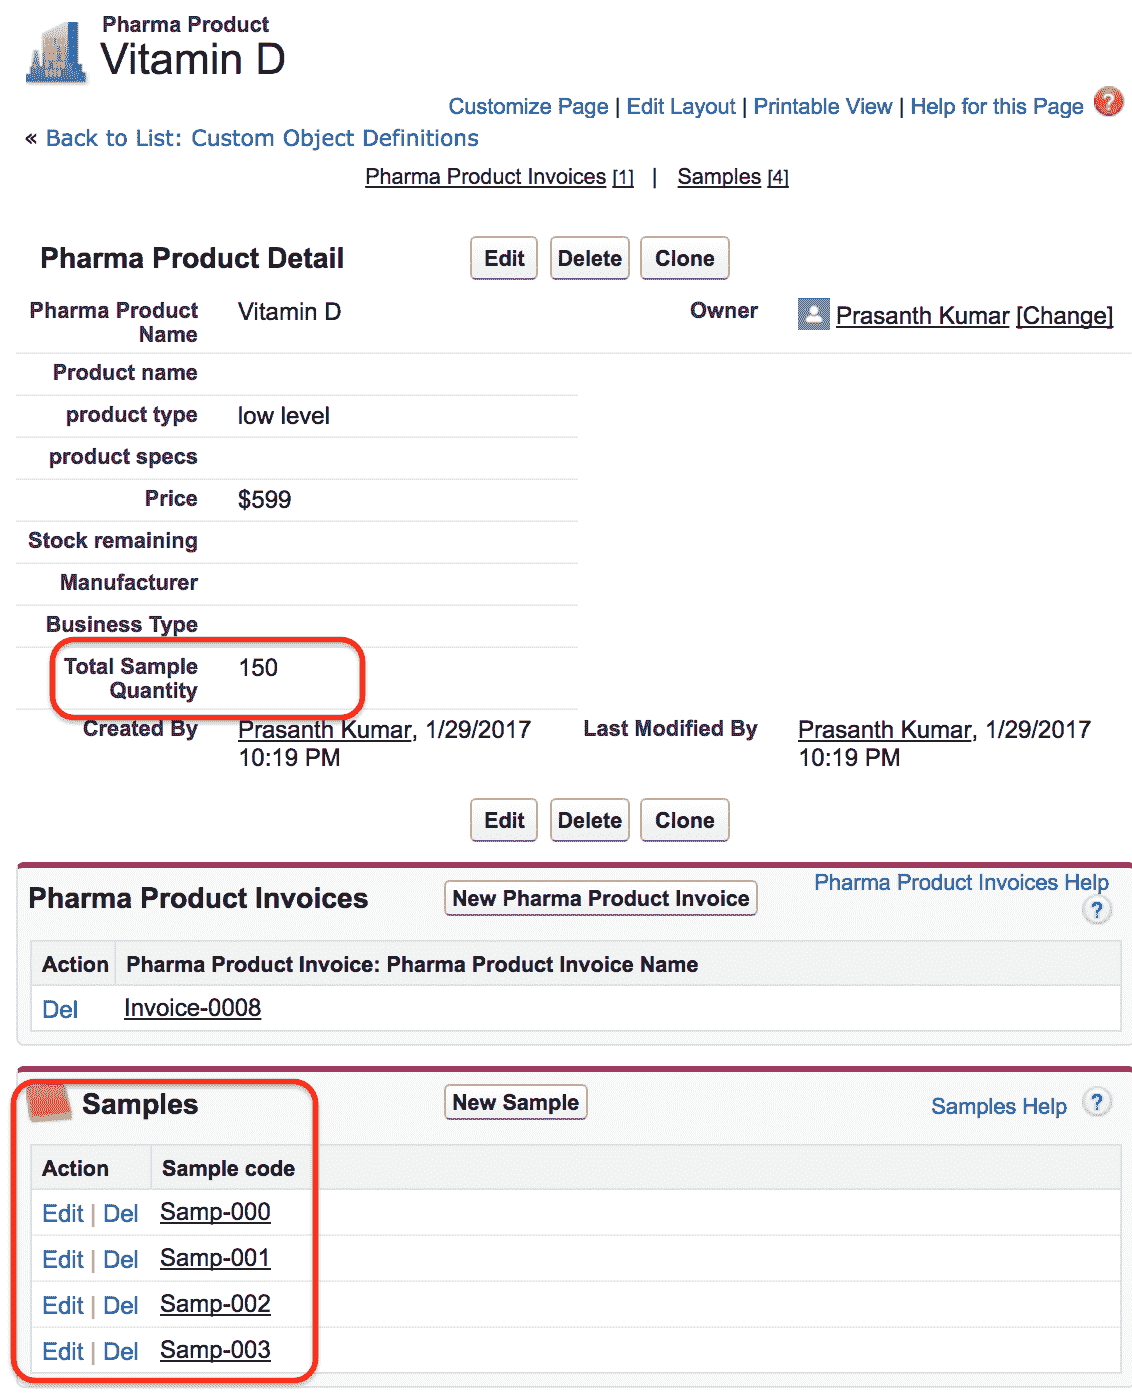 Pharma Product
Vitamin D
Customize Page | Edit Layout | Printable View | Help for this Page ?
« Back to List: Custom Object Definitions
Pharma Product Invoices [1] | Samples [4]
Pharma Product Detail Edit Delete Clone
Pharma Product Name Vitamin D Owner Prasanth Kumar [Change]
Product name
product type low level
product specs
Price $599
Stock remaining
Manufacturer
Business Type
Total Sample Quantity 150
Created By Prasanth Kumar, 1/29/2017 10:19 PM Last Modified By Prasanth Kumar, 1/29/2017 10:19 PM
Edit Delete Clone
Pharma Product Invoices New Pharma Product Invoice Pharma Product Invoices Help ?
Action Pharma Product Invoice: Pharma Product Invoice Name
Del Invoice-0008
Samples New Sample Samples Help ?
Action Sample code
Edit | Del Samp-000
Edit | Del Samp-001
Edit | Del Samp-002
Edit | Del Samp-003